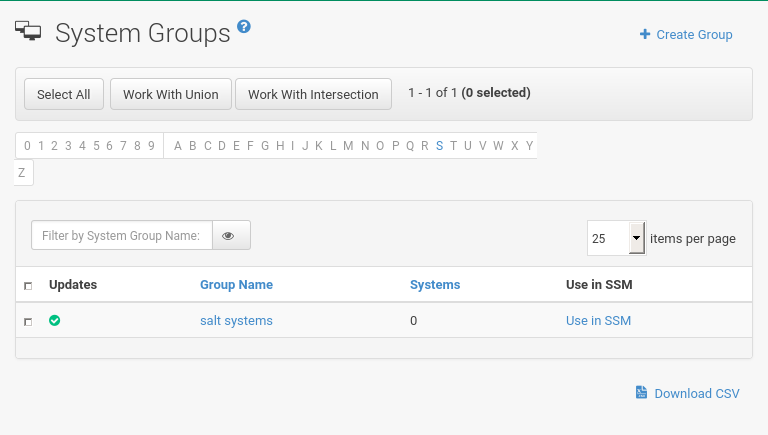 System Groups ?
Create Group
Select All Work With Union Work With Intersection 1 - 1 of 1 (0 selected)
0 1 2 3 4 5 6 7 8 9 A B C D E F G H I J K L M N O P Q R S T U V W X Y
Z
Filter by System Group Name: 25 items per page
Updates Group Name Systems Use in SSM
salt systems 0 Use in SSM
Download CSV